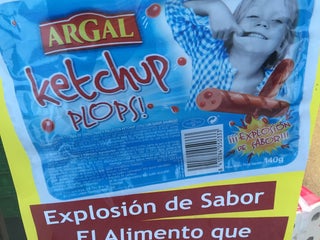 ARGAL
ketchup
PLOPS!
¡¡¡EXPLOSIÓN
DE SABOR!!!
140g
Explosión de Sabor
El Alimento que